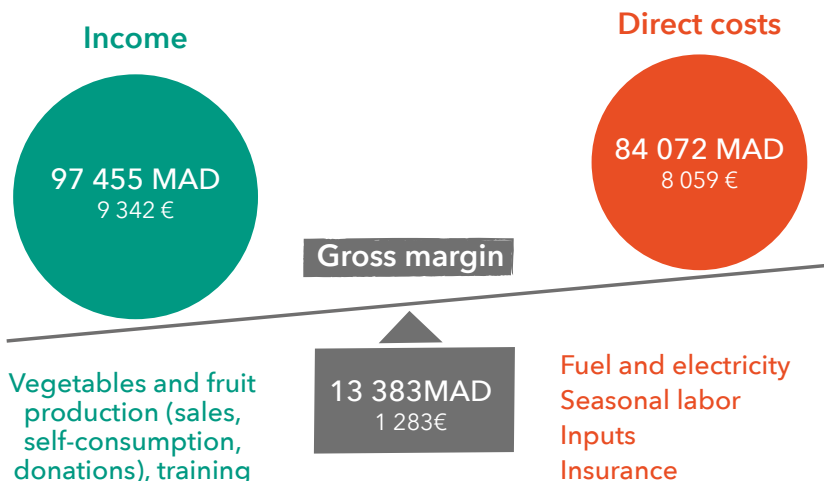 Income
97 455 MAD
9 342 €
Vegetables and fruit
production (sales,
self-consumption,
donations), training
Gross margin
13 383MAD
1 283€
Direct costs
84 072 MAD
8 059 €
Fuel and electricity
Seasonal labor
Inputs
Insurance